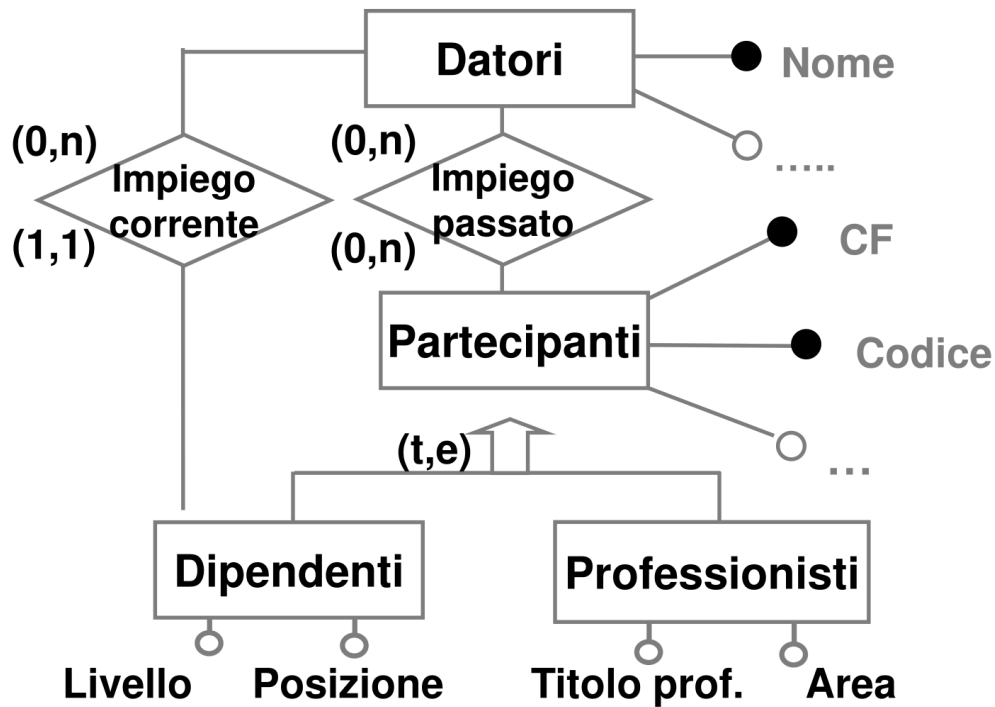 Datori
Nome
…..
(0,n)
Impiego
corrente
(1,1)
(0,n)
Impiego
passato
(0,n)
CF
Partecipanti
Codice
(t,e)
…
Dipendenti
Professionisti
Livello
Posizione
Titolo prof.
Area